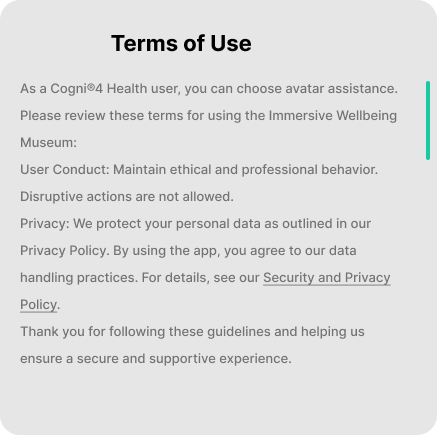 Terms of Use
As a Cogni®4 Health user, you can choose avatar assistance.
Please review these terms for using the Immersive Wellbeing
Museum:
User Conduct: Maintain ethical and professional behavior.
Disruptive actions are not allowed.
Privacy: We protect your personal data as outlined in our
Privacy Policy. By using the app, you agree to our data
handling practices. For details, see our Security and Privacy
Policy.
Thank you for following these guidelines and helping us
ensure a secure and supportive experience.